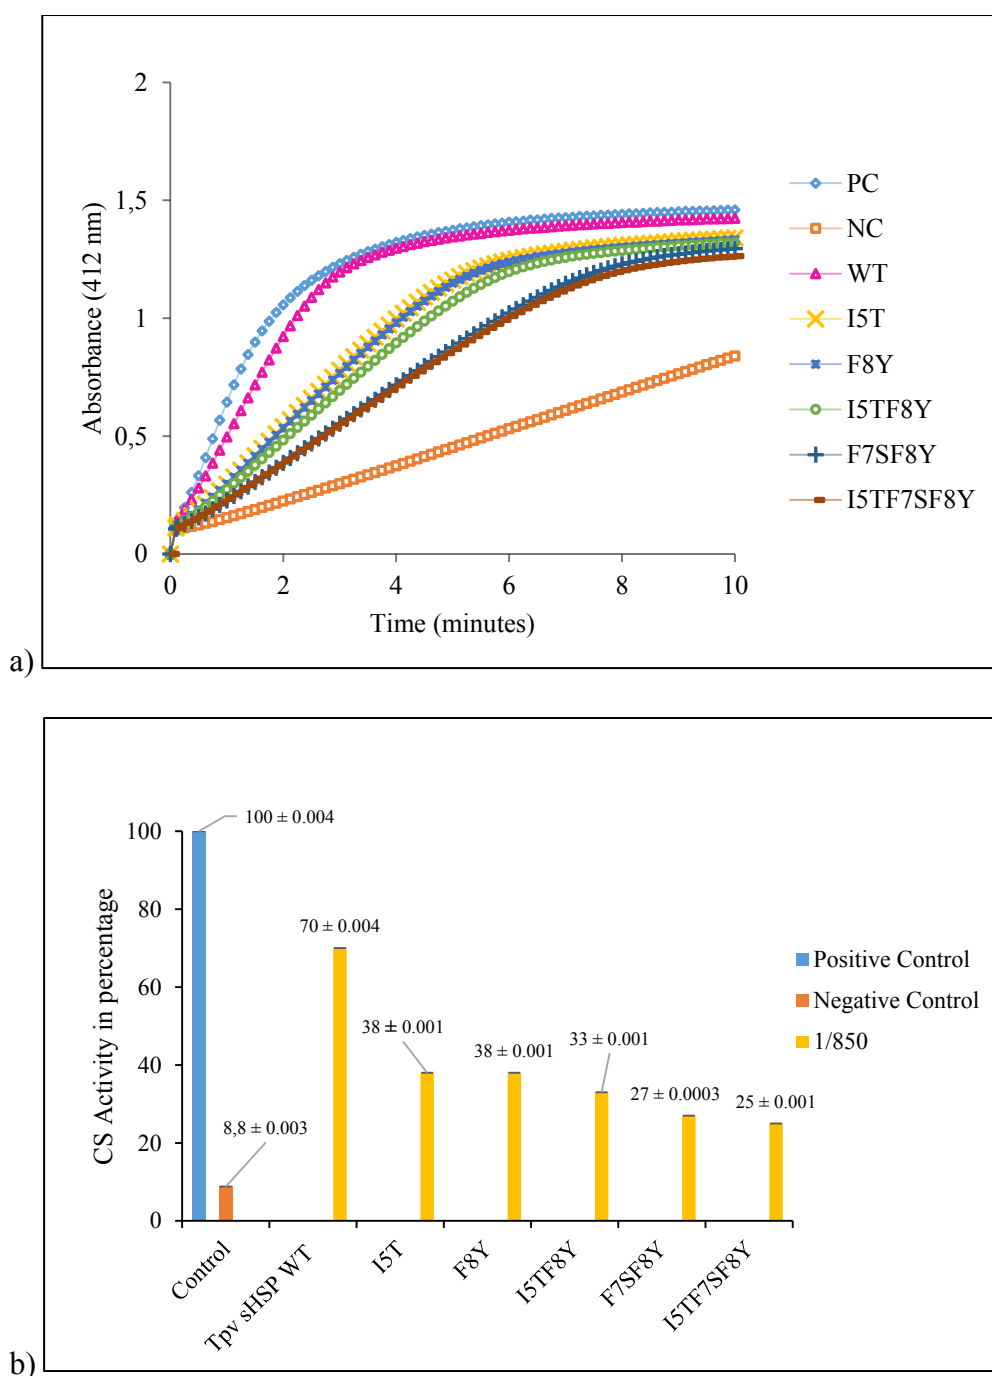 2
1,5
1
0,5
0
0 2 4 6 8 10
Absorbance (412 nm)
Time (minutes)
PC
NC
WT
I5T
F8Y
I5TF8Y
F7SF8Y
I5TF7SF8Y
a)
100
80
60
40
20
0
CS Activity in percentage
100 ± 0.004
8,8 ± 0.003
70 ± 0.004
38 ± 0.001
38 ± 0.001
33 ± 0.001
27 ± 0.0003
25 ± 0.001
Control
Tpv sHSP WT
I5T
F8Y
I5TF8Y
F7SF8Y
I5TF7SF8Y
Positive Control
Negative Control
1/850
b)